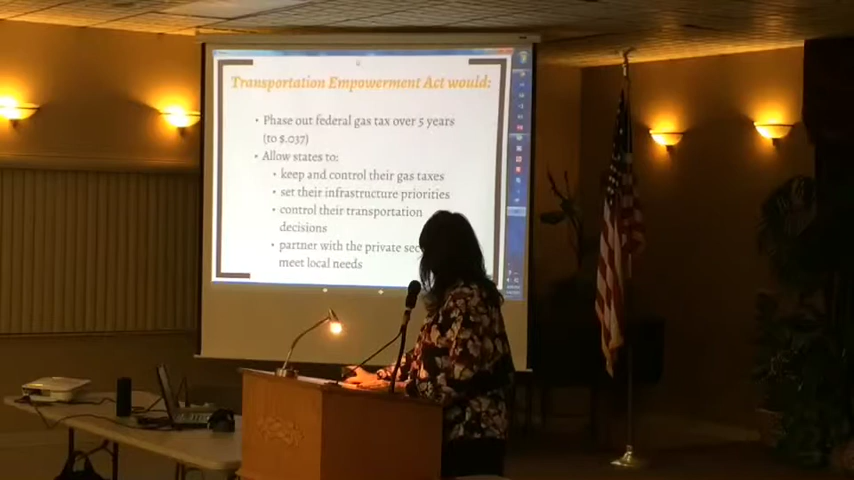 Transportation Empowerment Act would:
• Phase out federal gas tax over 5 years
(to $.037)
• Allow states to:
• keep and control their gas taxes
• set their infrastructure priorities
• control their transportation
decisions
• partner with the private
meet local needs